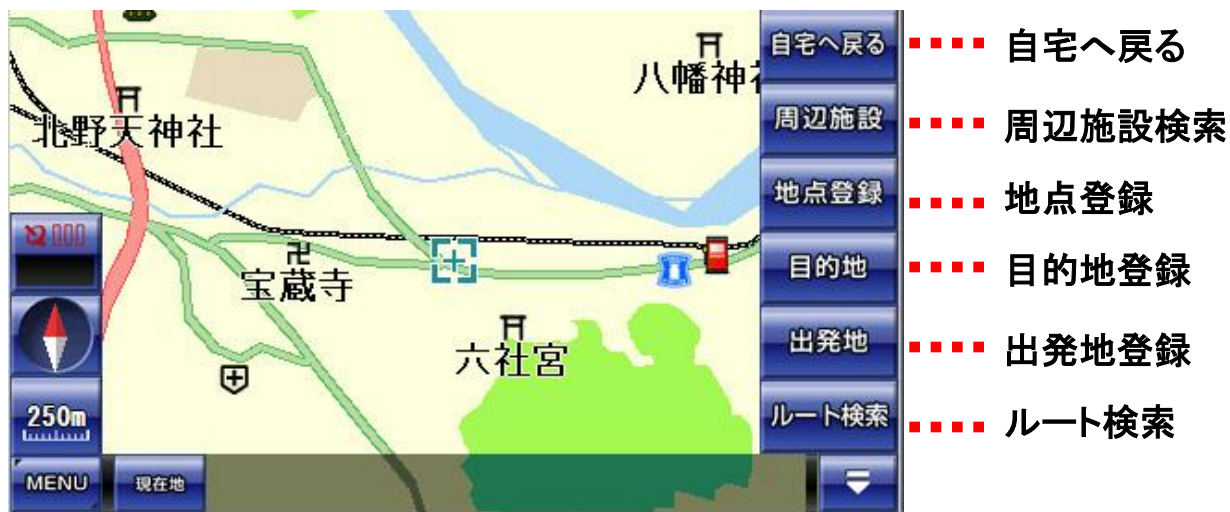 自宅へ戻る
自宅へ戻る
八幡神
北野天神社
周辺施設
周辺施設検索
地点登録
地点登録
宝蔵寺
目的地
目的地登録
六社宮
出発地
出発地登録
250m
ルート検索
ルート検索
MENU
現在地